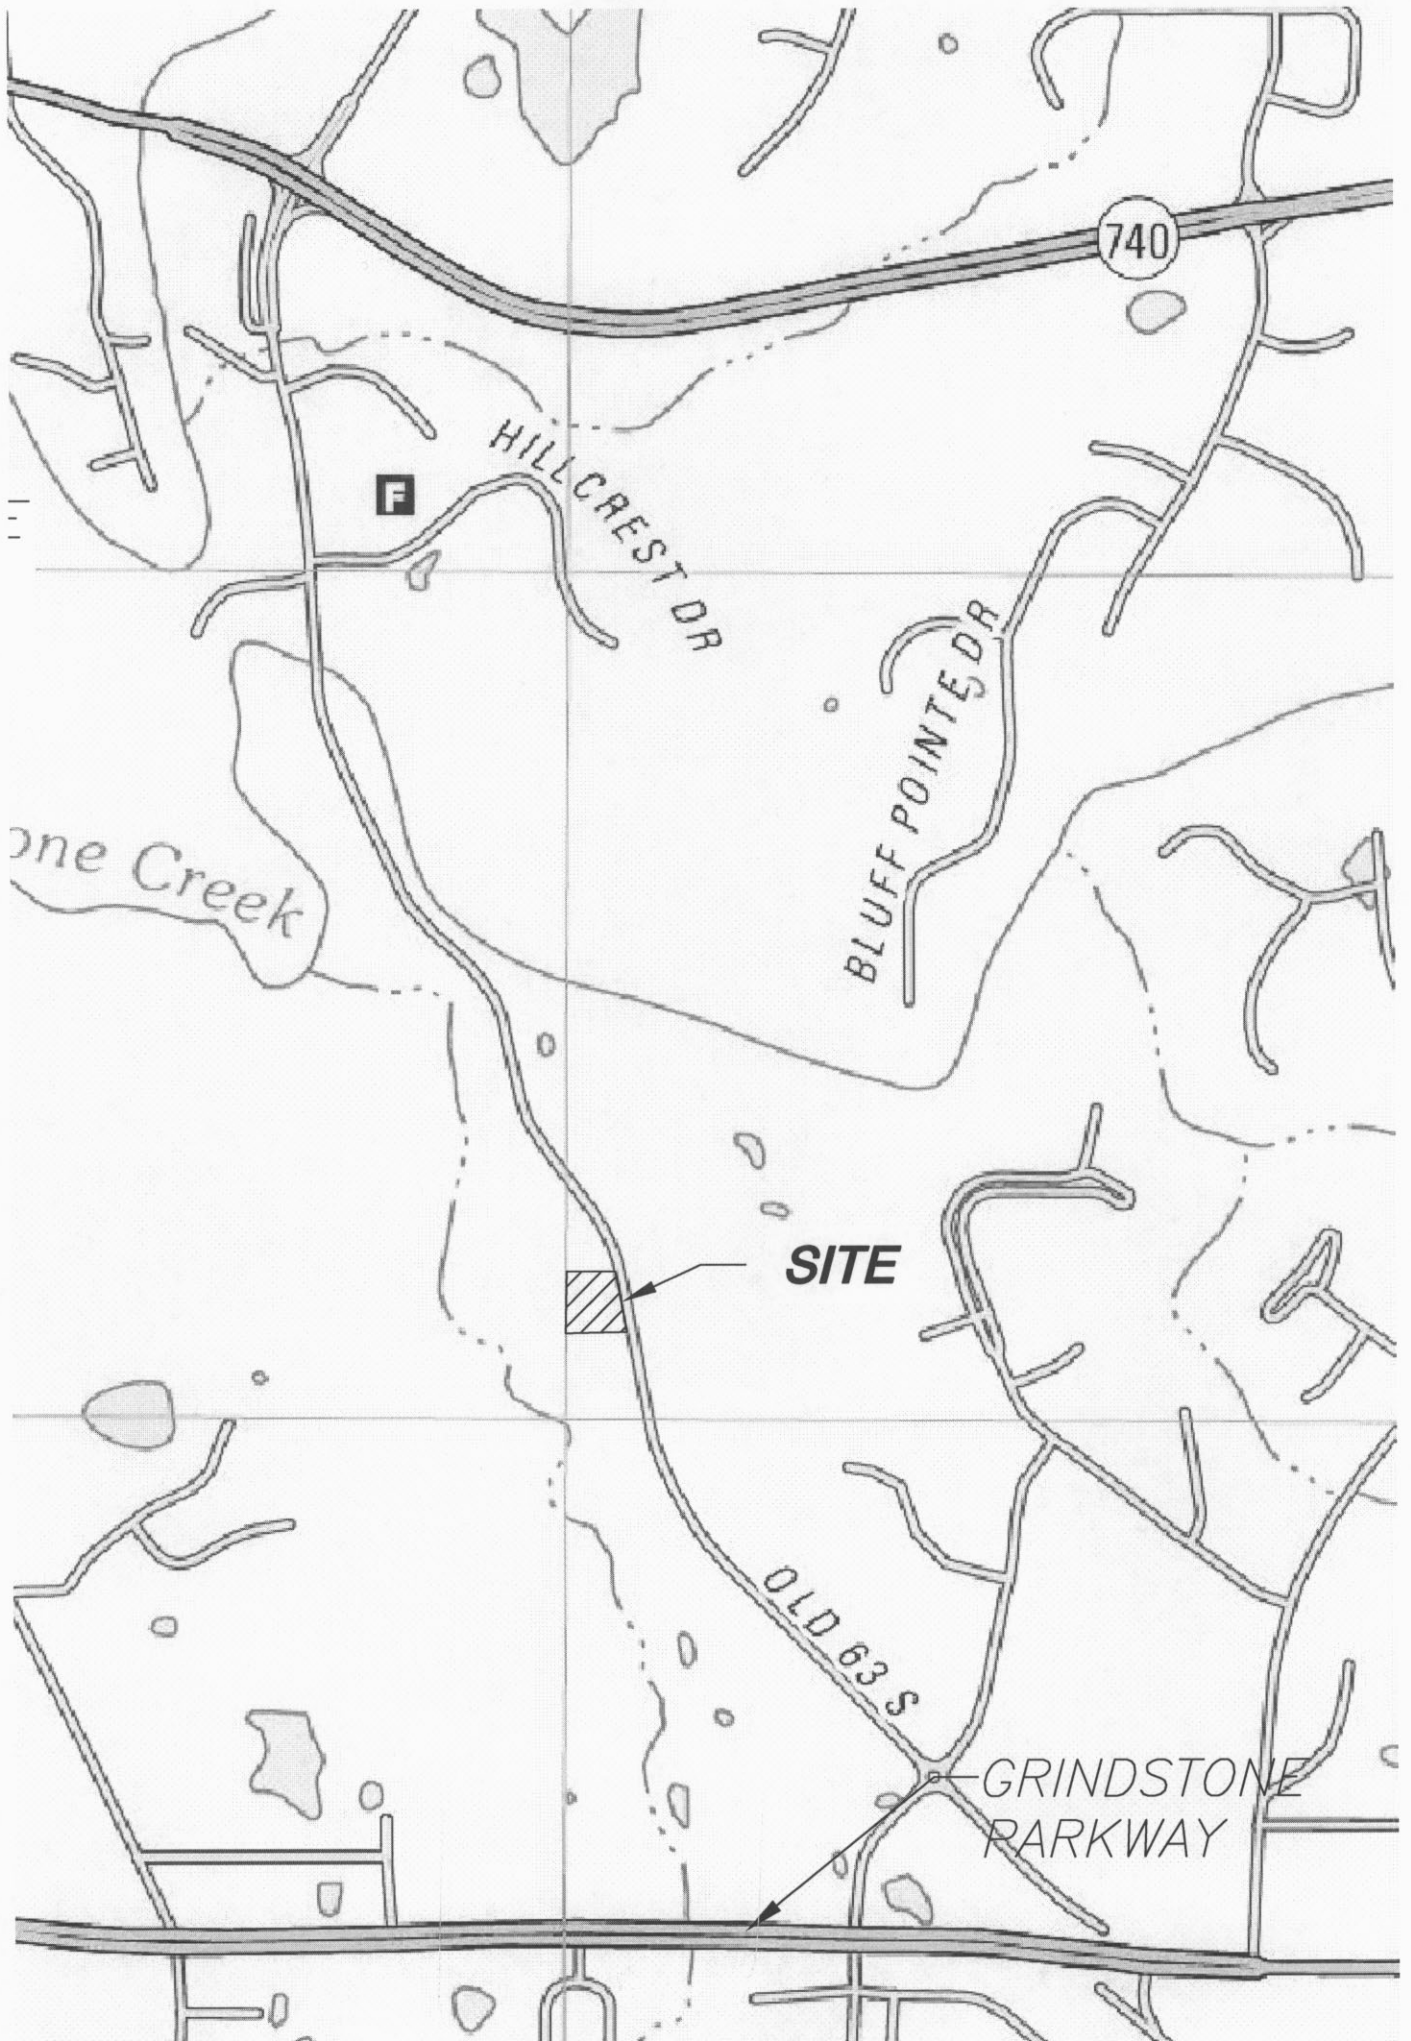 740
HILLCREST DR
F
BLUFF POINTE DR
one Creek
SITE
OLD 63 S
GRINDSTONE
PARKWAY